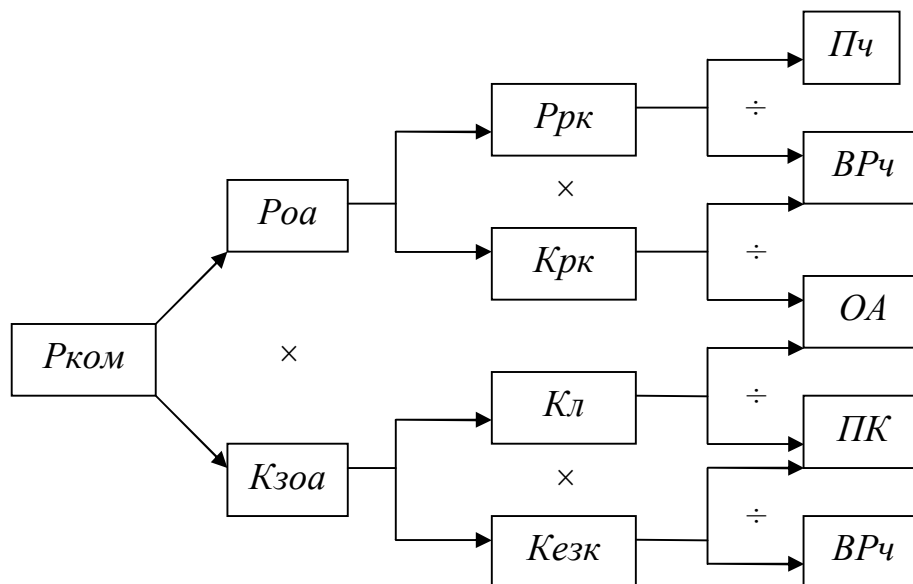 Пч
Ррк
÷
ВРч
×
Роа
Крк
÷
ОА
Рком
×
Кл
÷
ПК
Кзоа
×
÷
Кезк
ВРч